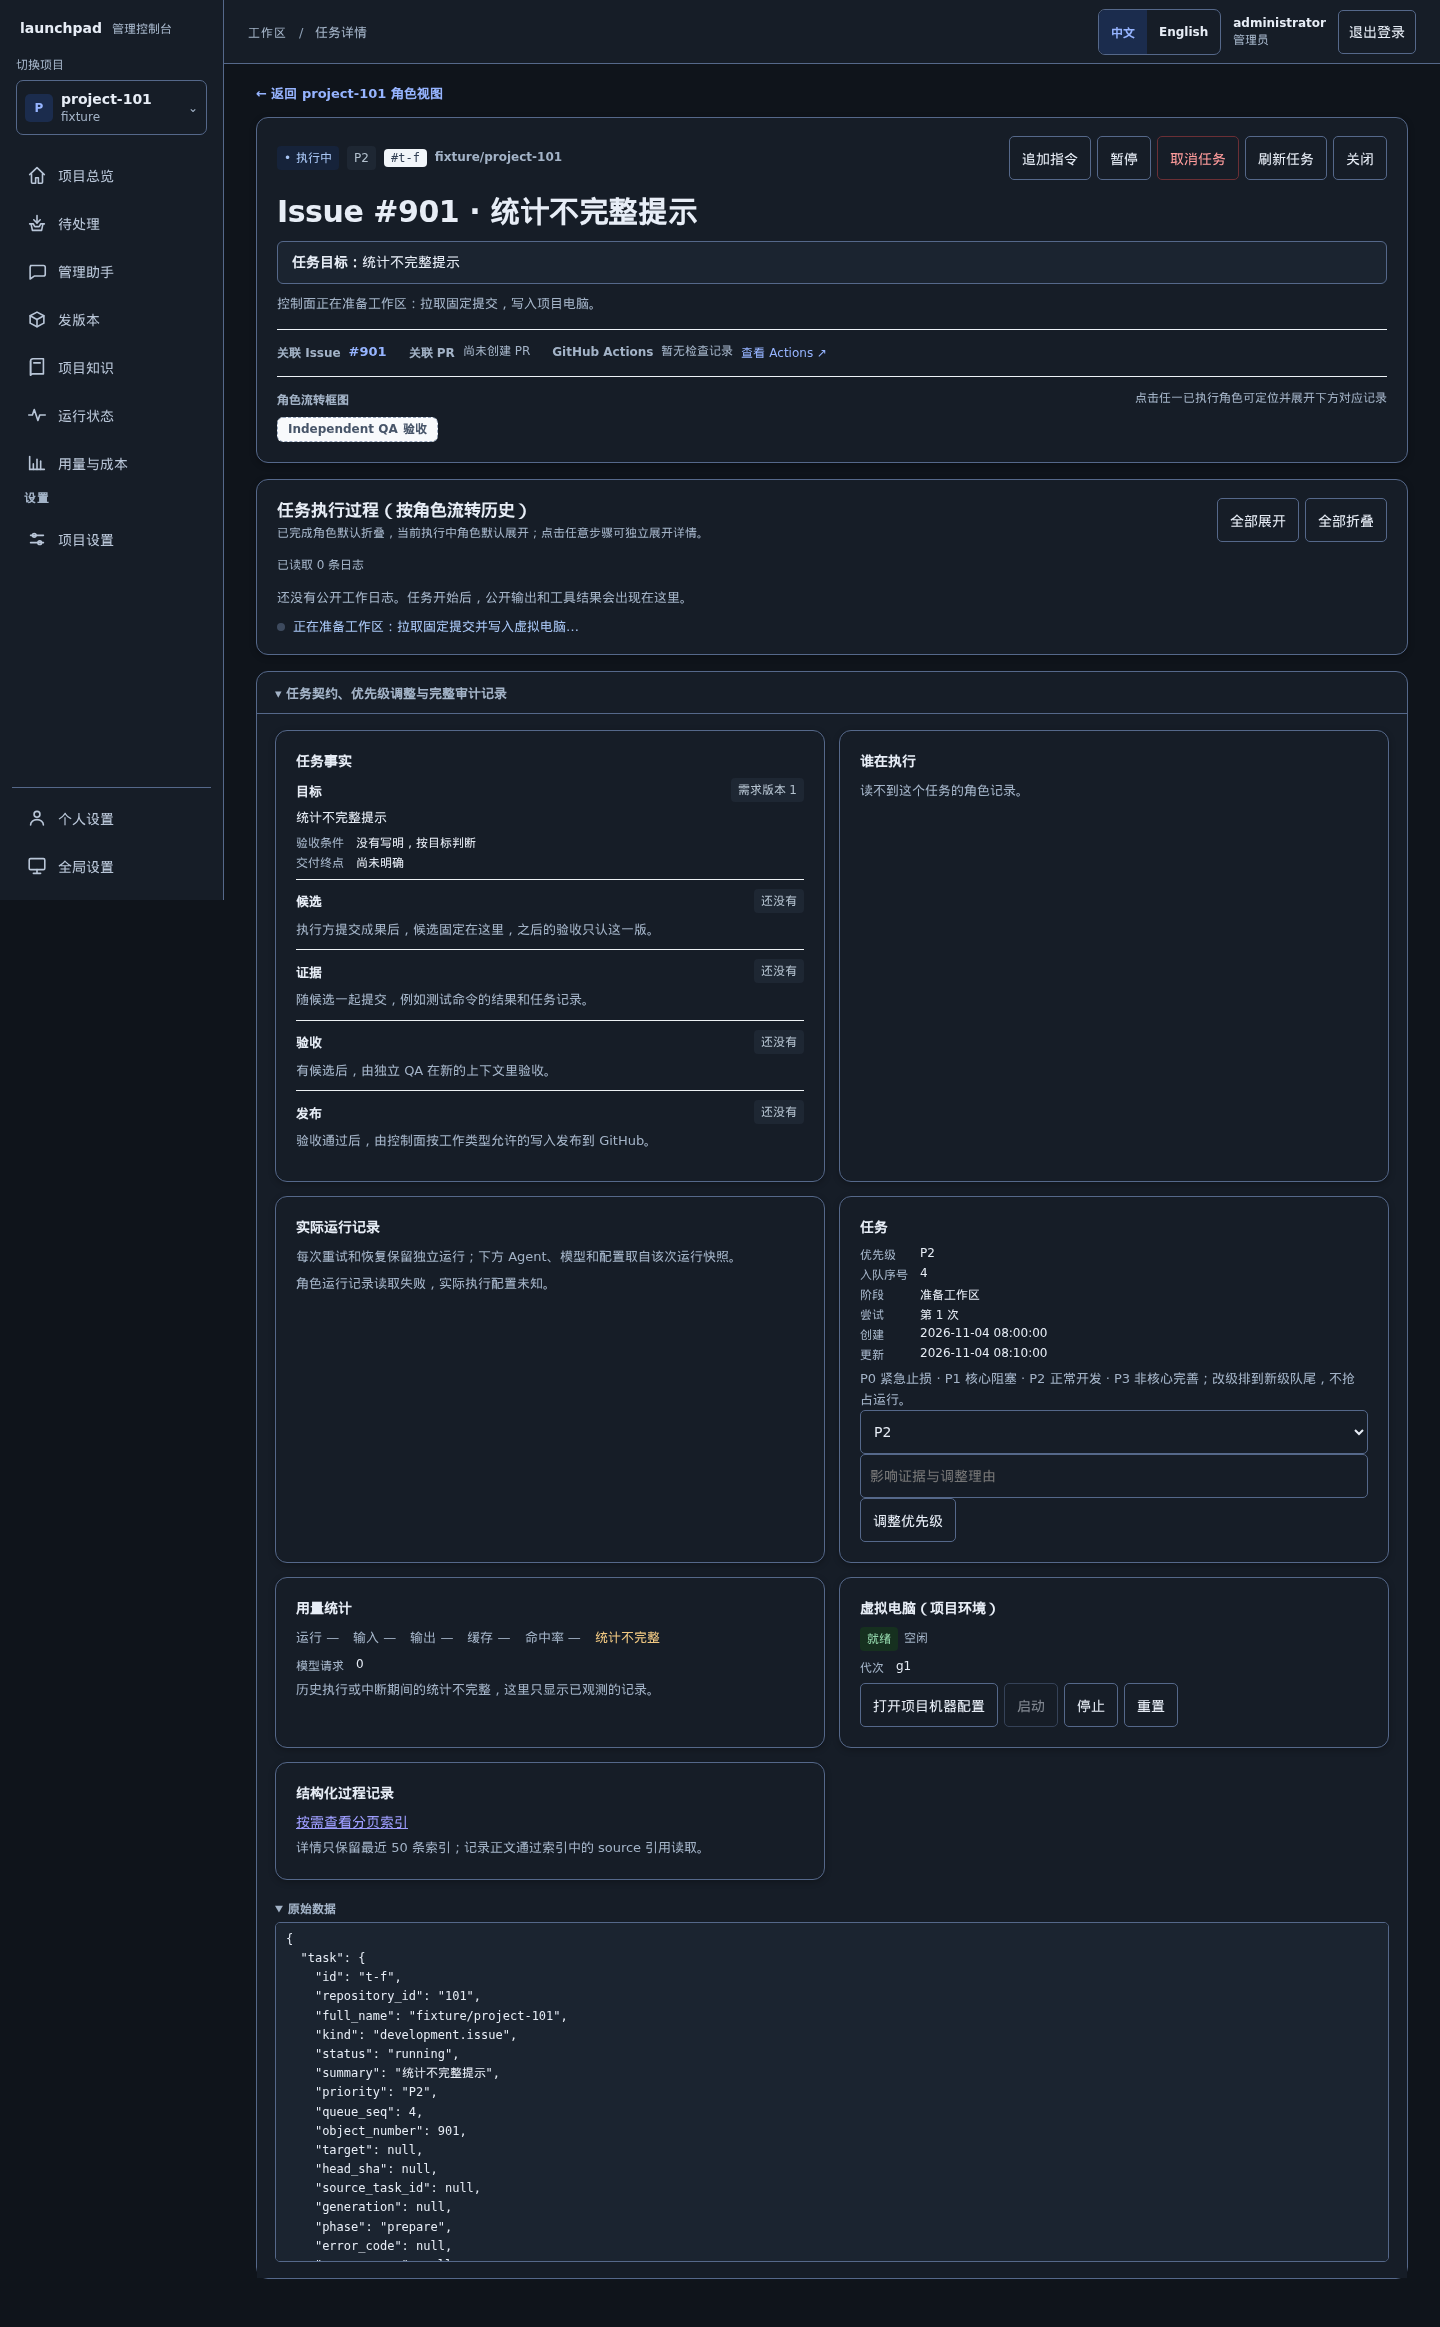 launchpad 管理控制台
切换项目
P project-101
fixture
项目总览
待处理
管理助手
发版本
项目知识
运行状态
用量与成本
设置
项目设置
个人设置
全局设置
工作区 / 任务详情
中文 English
administrator
管理员
退出登录
← 返回 project-101 角色视图
• 执行中 P2 #t-f fixture/project-101
追加指令 暂停 取消任务 刷新任务 关闭
Issue #901 · 统计不完整提示
任务目标：统计不完整提示
控制面正在准备工作区：拉取固定提交，写入项目电脑。
关联 Issue #901 关联 PR 尚未创建 PR GitHub Actions 暂无检查记录 查看 Actions ↗
角色流转框图 点击任一已执行角色可定位并展开下方对应记录
Independent QA 验收
任务执行过程（按角色流转历史）
已完成角色默认折叠，当前执行中角色默认展开；点击任意步骤可独立展开详情。
全部展开 全部折叠
已读取 0 条日志
还没有公开工作日志。任务开始后，公开输出和工具结果会出现在这里。
正在准备工作区：拉取固定提交并写入虚拟电脑…
▾ 任务契约、优先级调整与完整审计记录
任务事实
目标 需求版本 1
统计不完整提示
验收条件 没有写明，按目标判断
交付终点 尚未明确
候选 还没有
执行方提交成果后，候选固定在这里，之后的验收只认这一版。
证据 还没有
随候选一起提交，例如测试命令的结果和任务记录。
验收 还没有
有候选后，由独立 QA 在新的上下文里验收。
发布 还没有
验收通过后，由控制面按工作类型允许的写入发布到 GitHub。
谁在执行
读不到这个任务的角色记录。
实际运行记录
每次重试和恢复保留独立运行；下方 Agent、模型和配置取自该次运行快照。
角色运行记录读取失败，实际执行配置未知。
任务
优先级 P2
入队序号 4
阶段 准备工作区
尝试 第 1 次
创建 2026-11-04 08:00:00
更新 2026-11-04 08:10:00
P0 紧急止损 · P1 核心阻塞 · P2 正常开发 · P3 非核心完善；改级排到新级队尾，不抢
占运行。
P2
影响证据与调整理由
调整优先级
用量统计
运行 — 输入 — 输出 — 缓存 — 命中率 — 统计不完整
模型请求 0
历史执行或中断期间的统计不完整，这里只显示已观测的记录。
虚拟电脑（项目环境）
就绪 空闲
代次 g1
打开项目机器配置 启动 停止 重置
结构化过程记录
按需查看分页索引
详情只保留最近 50 条索引；记录正文通过索引中的 source 引用读取。
▼ 原始数据
{
"task": {
"id": "t-f",
"repository_id": "101",
"full_name": "fixture/project-101",
"kind": "development.issue",
"status": "running",
"summary": "统计不完整提示",
"priority": "P2",
"queue_seq": 4,
"object_number": 901,
"target": null,
"head_sha": null,
"source_task_id": null,
"generation": null,
"phase": "prepare",
"error_code": null,